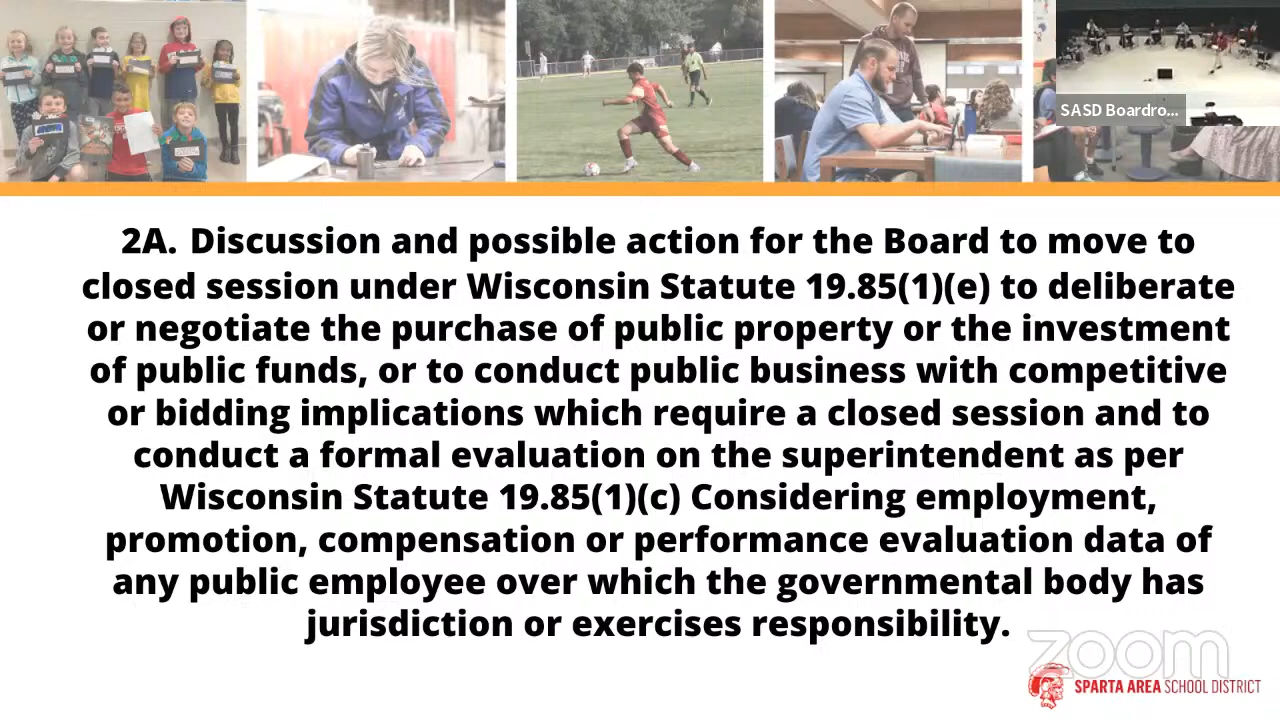 SASD Boardro...
2A. Discussion and possible action for the Board to move to
closed session under Wisconsin Statute 19.85(1)(e) to deliberate
or negotiate the purchase of public property or the investment
of public funds, or to conduct public business with competitive
or bidding implications which require a closed session and to
conduct a formal evaluation on the superintendent as per
Wisconsin Statute 19.85(1)(c) Considering employment,
promotion, compensation or performance evaluation data of
any public employee over which the governmental body has
jurisdiction or exercises responsibility.
zoom
SPARTA AREA SCHOOL DISTRICT